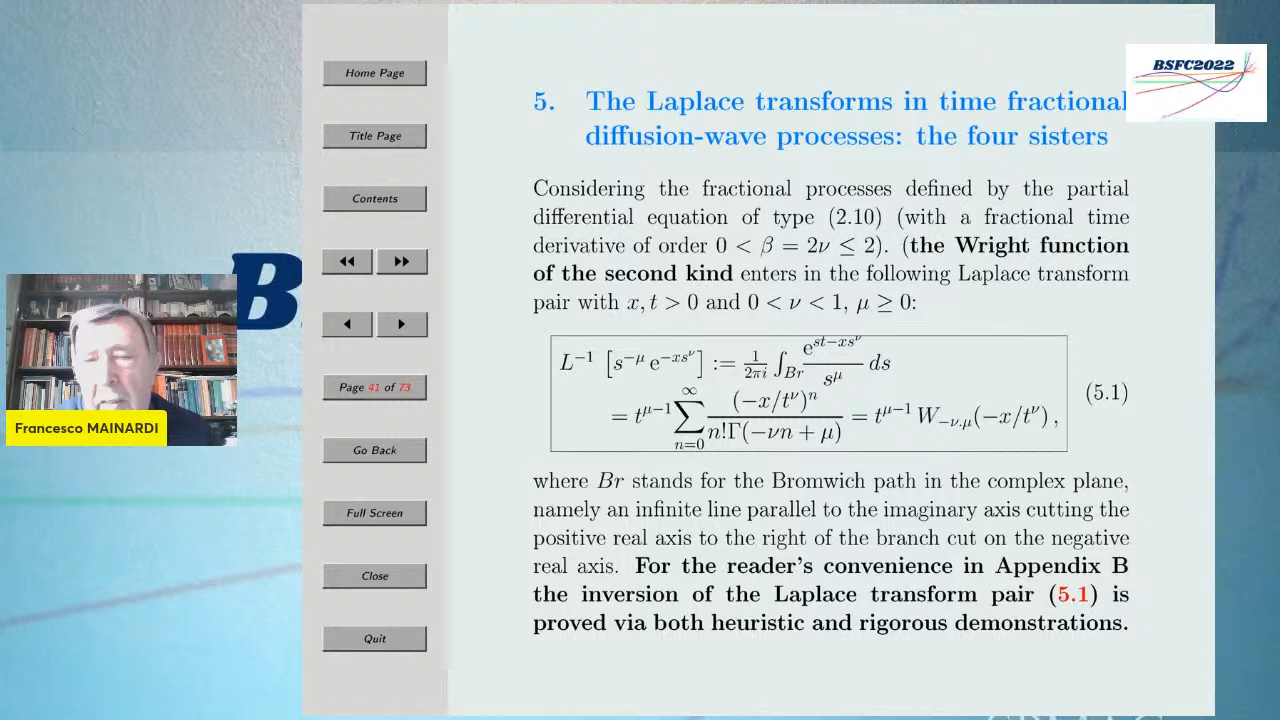 Home Page
Title Page
Contents
Page 41 of 73
Go Back
Full Screen
Close
Quit
BSFC2022
5. The Laplace transforms in time fractional
diffusion-wave processes: the four sisters
Considering the fractional processes defined by the partial
differential equation of type (2.10) (with a fractional time
derivative of order 0 < β = 2ν ≤ 2). (the Wright function
of the second kind enters in the following Laplace transform
pair with x, t > 0 and 0 < ν < 1, μ ≥ 0:
L⁻¹ [s^{−μ} e^{−xs^ν}] := 1/2πi ∫_{Br} e^{st−xs^ν}/s^μ ds
= t^{μ−1} ∑_{n=0}^{∞} (−x/t^ν)^n / n!Γ(−νn + μ) = t^{μ−1} W_{−ν.μ}(−x/t^ν) ,
(5.1)
where Br stands for the Bromwich path in the complex plane,
namely an infinite line parallel to the imaginary axis cutting the
positive real axis to the right of the branch cut on the negative
real axis. For the reader's convenience in Appendix B
the inversion of the Laplace transform pair (5.1) is
proved via both heuristic and rigorous demonstrations.
Francesco MAINARDI